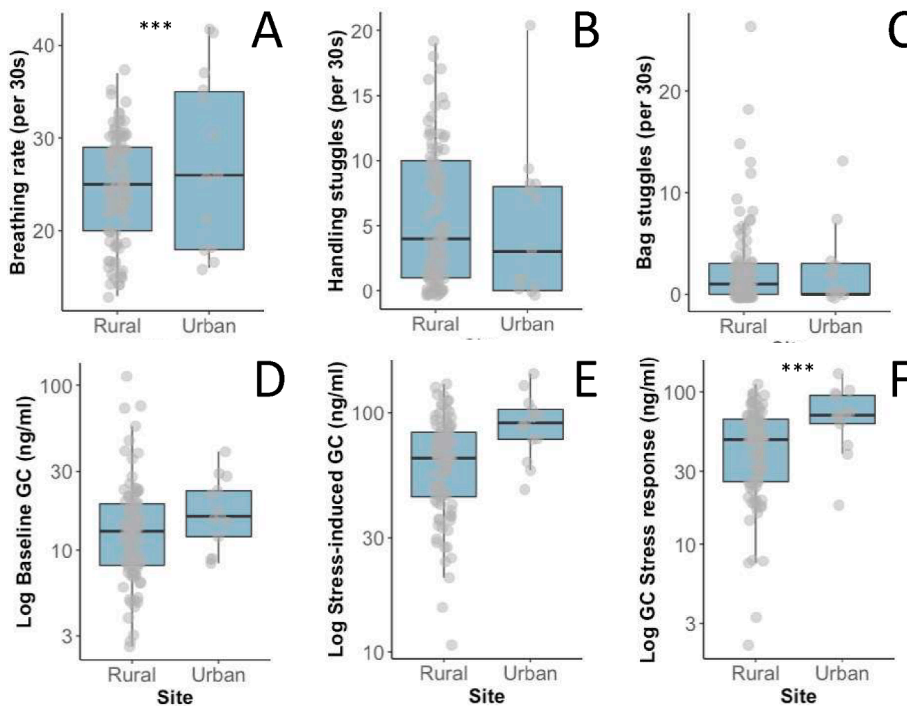 ***
A
Breathing rate (per 30s)
40
30
20
Rural
Urban
B
Handling stuggles (per 30s)
20
15
10
5
0
Rural
Urban
C
Bag stuggles (per 30s)
20
10
0
Rural
Urban
D
Log Baseline GC (ng/ml)
100
30
10
3
Rural
Urban
Site
E
Log Stress-induced GC (ng/ml)
100
30
10
Rural
Urban
Site
***
F
Log GC Stress response (ng/ml)
100
30
10
3
Rural
Urban
Site